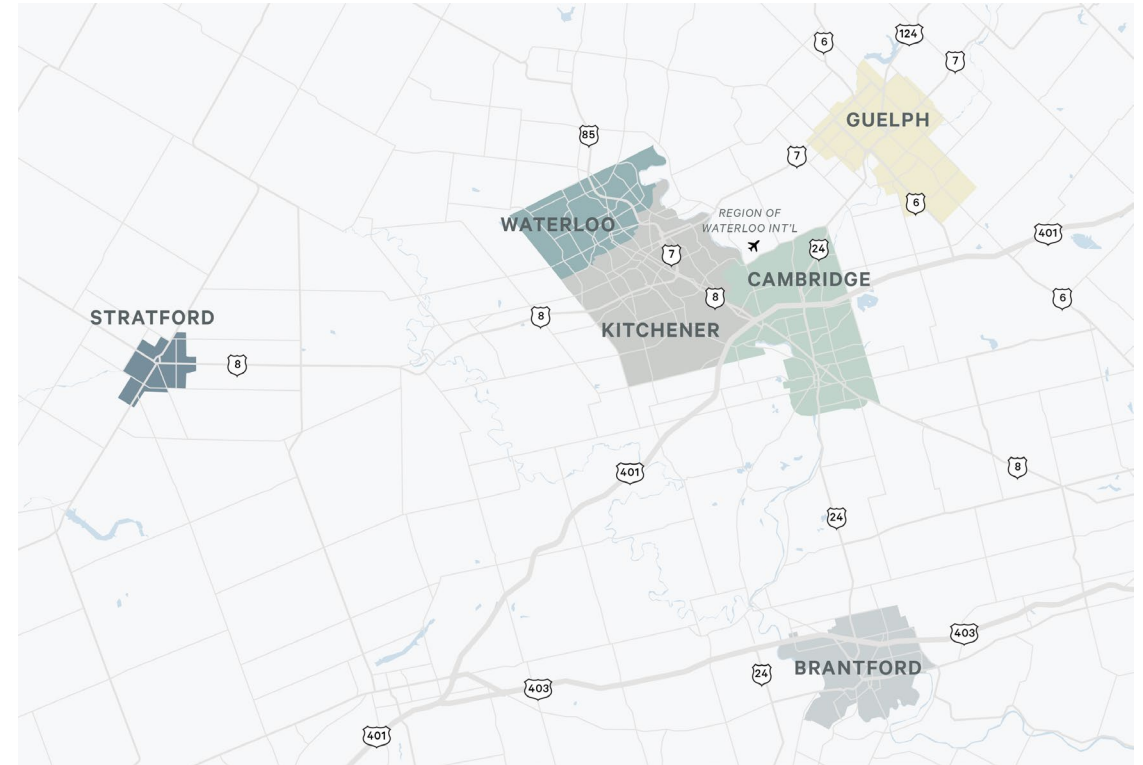 6
124
7
GUELPH
85
7
6
REGION OF
WATERLOO INT'L
WATERLOO
401
24
7
CAMBRIDGE
8
6
STRATFORD
8
KITCHENER
8
401
8
24
403
BRANTFORD
24
403
401